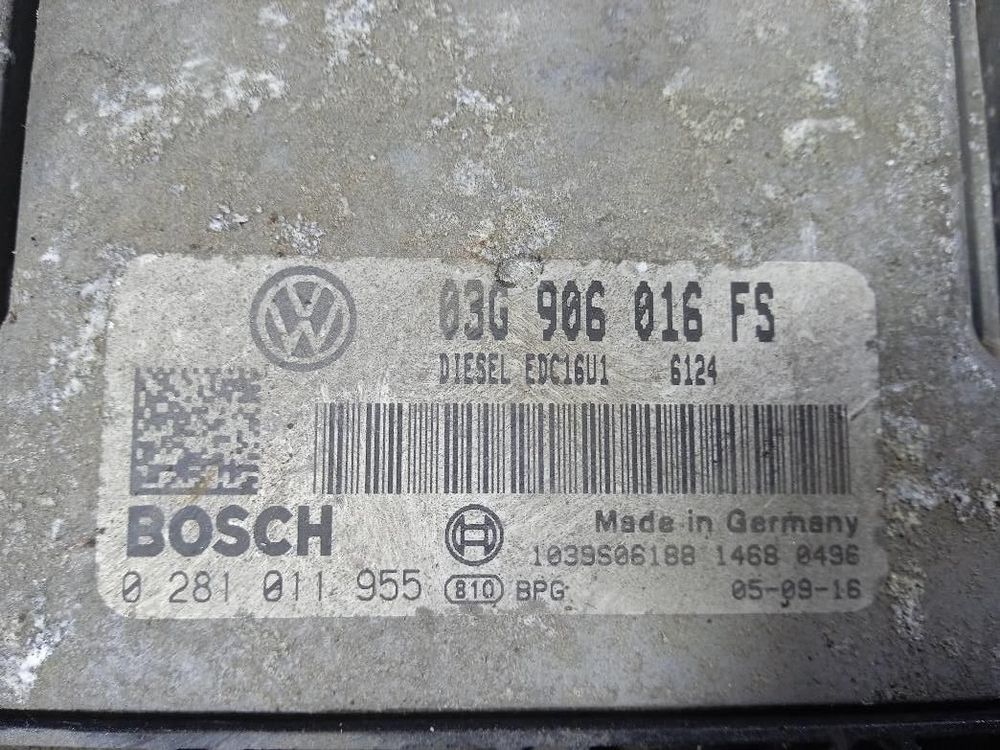 03G 906 016 FS
DIESEL EDC16U1 6124
BOSCH
Made in Germany
1039S06188 1468 0496
0 281 011 955 810 BPG 05-09-16